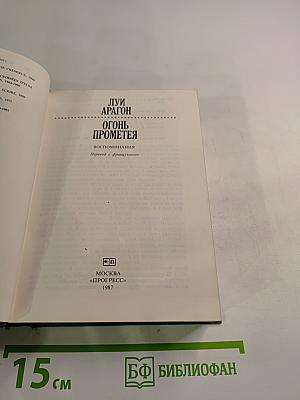 ЛУИ
АРАГОН
ОГОНЬ
ПРОМЕТЕЯ
ВОСПОМИНАНИЯ
Перевод с французского
МОСКВА
«ПРОГРЕСС»
1987
15 см
БФ БИБЛИОФАН